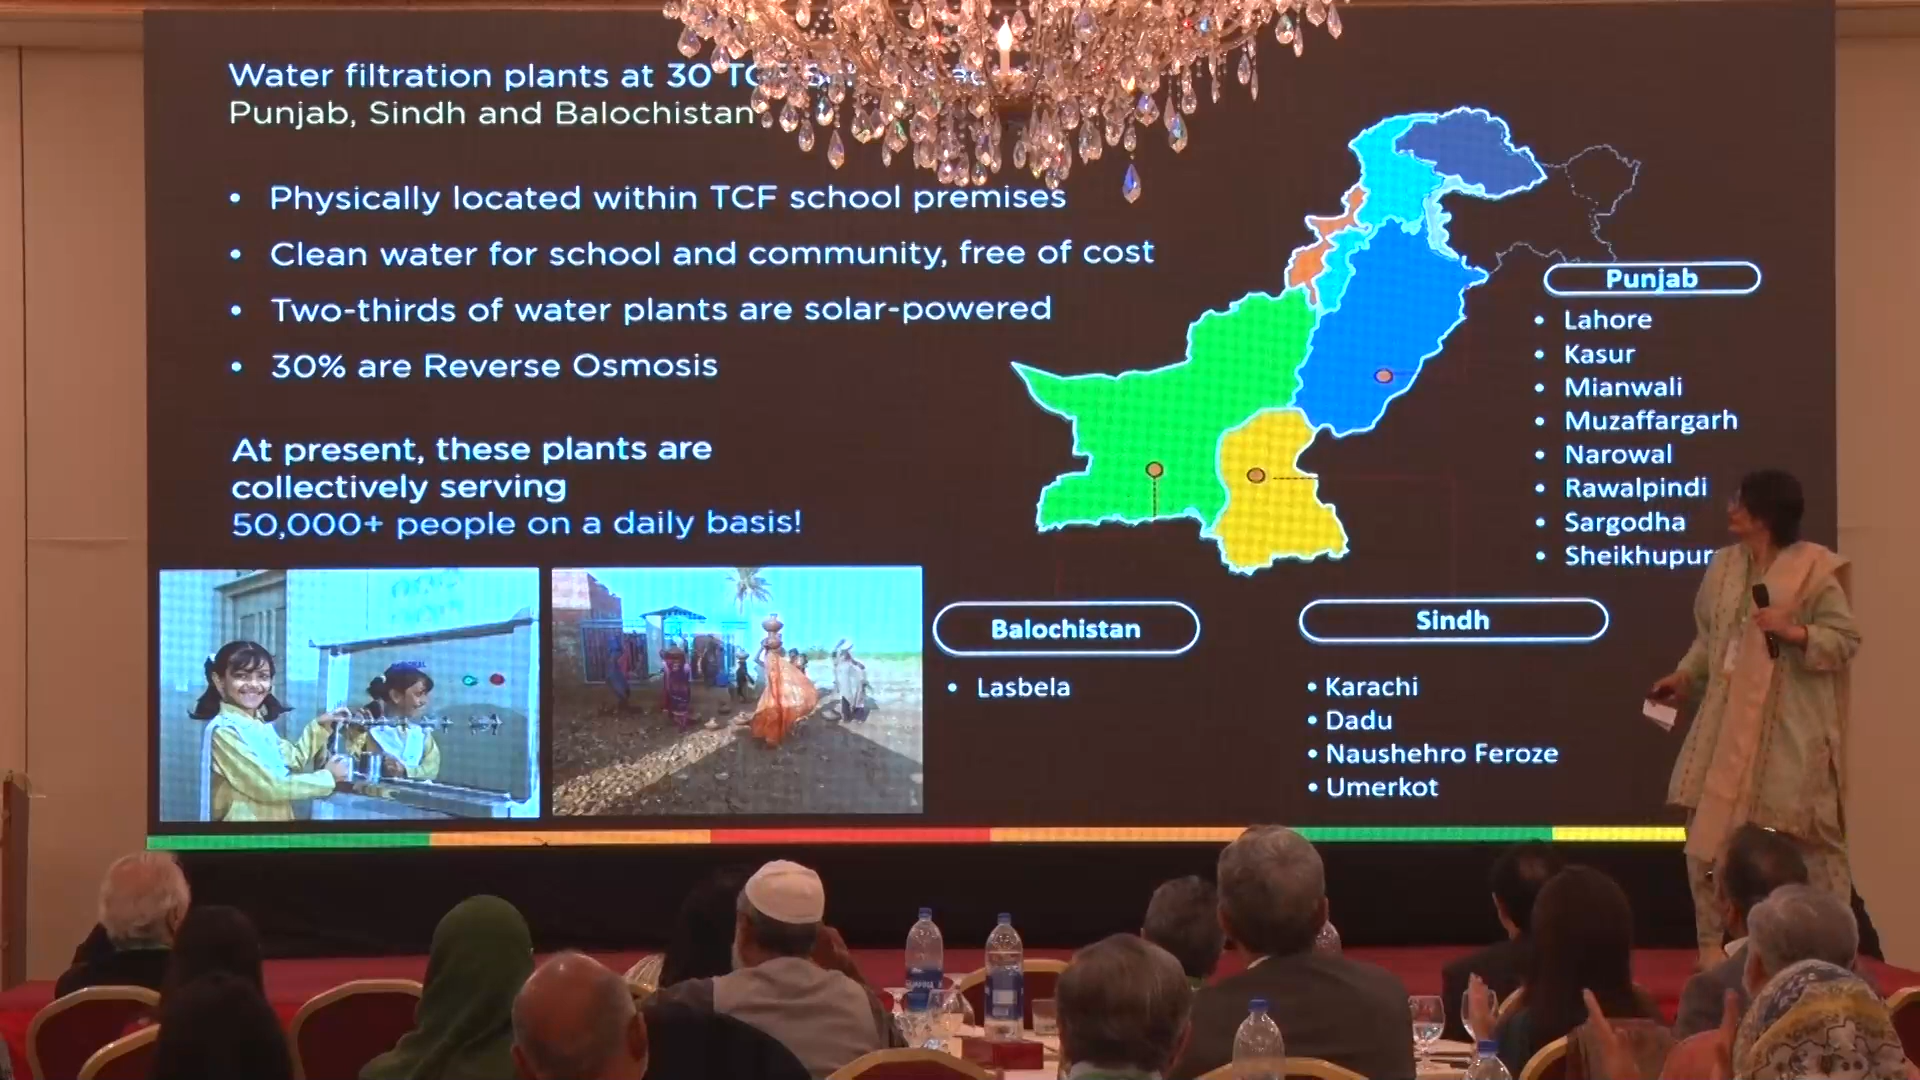 Water filtration plants at 30 TCF
Punjab, Sindh and Balochistan
• Physically located within TCF school premises
• Clean water for school and community, free of cost
• Two-thirds of water plants are solar-powered
• 30% are Reverse Osmosis
At present, these plants are
collectively serving
50,000+ people on a daily basis!
Punjab
• Lahore
• Kasur
• Mianwali
• Muzaffargarh
• Narowal
• Rawalpindi
• Sargodha
• Sheikhupur
Balochistan
• Lasbela
Sindh
• Karachi
• Dadu
• Naushehro Feroze
• Umerkot